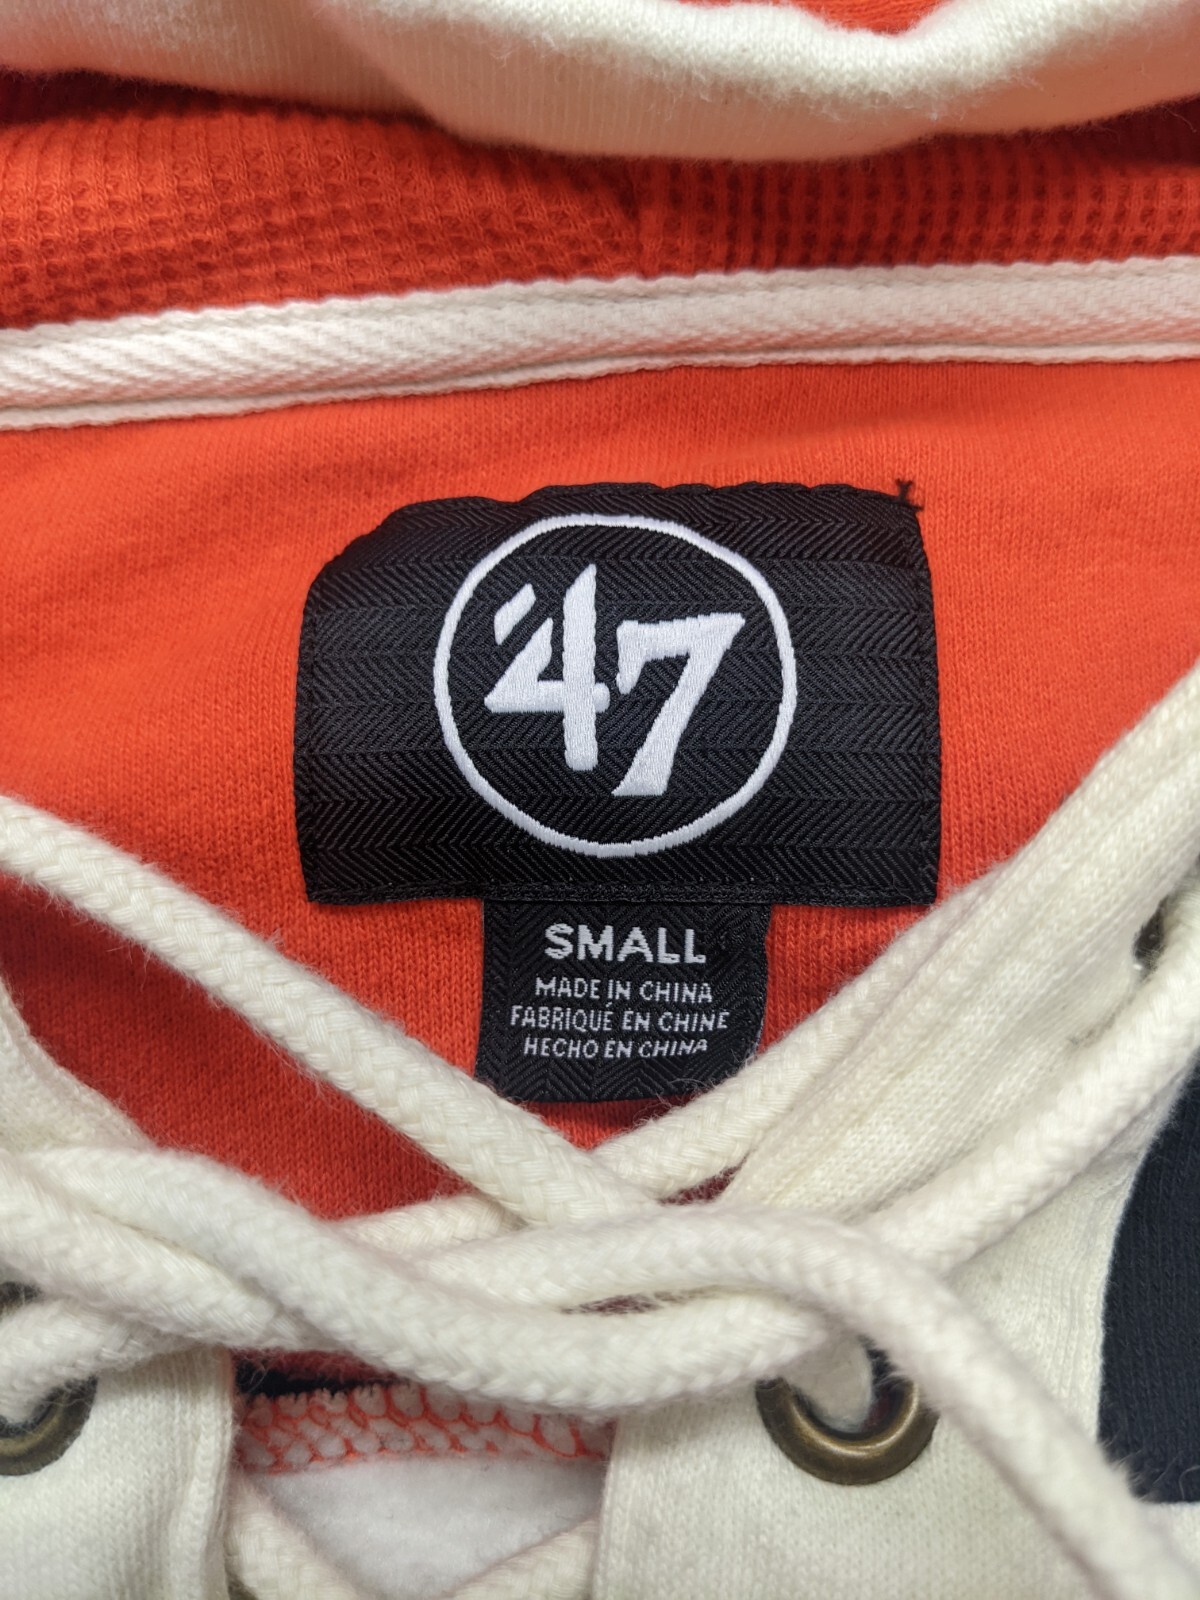 '47
SMALL
MADE IN CHINA
FABRIQUÉ EN CHINE
HECHO EN CHINA